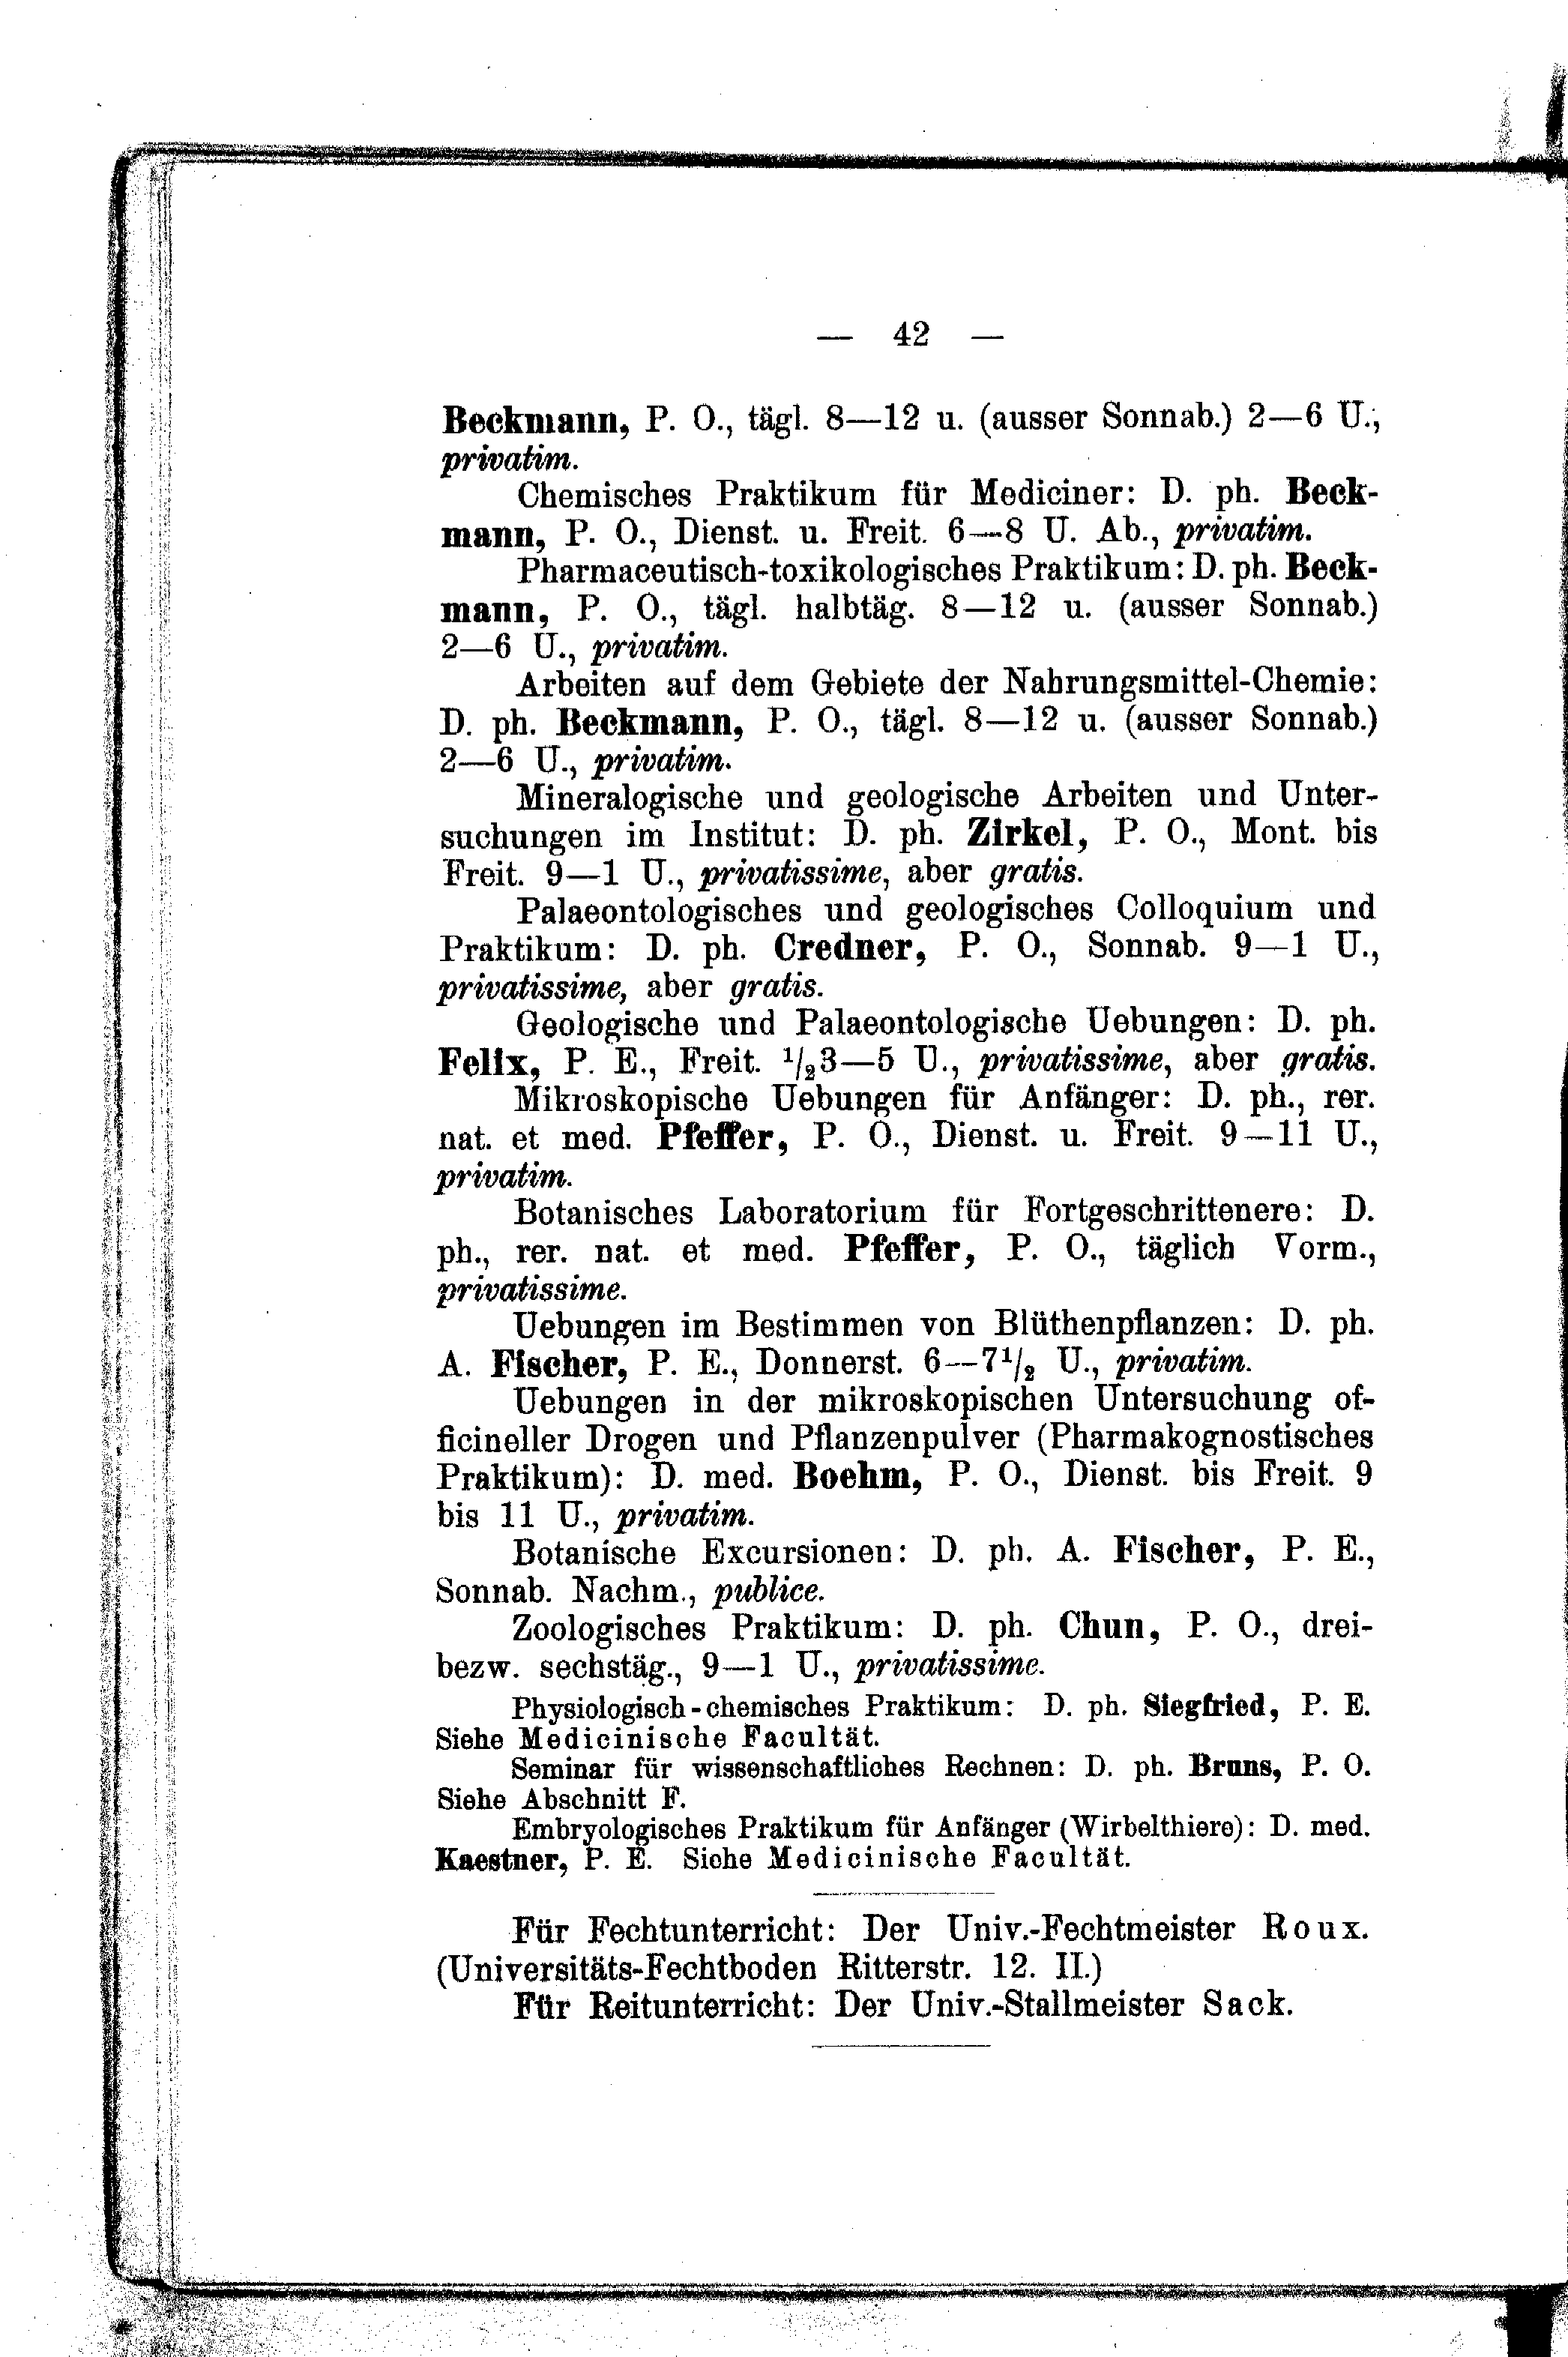 — 42 —
Beckmann, P. O., tägl. 8—12 u. (ausser Sonnab.) 2—6 U.,
privatim.
Chemisches Praktikum für Mediciner: D. ph. Beck-
mann, P. O., Dienst. u. Freit. 6—8 U. Ab., privatim.
Pharmaceutisch-toxikologisches Praktikum: D. ph. Beck-
mann, P. O., tägl. halbtäg. 8—12 u. (ausser Sonnab.)
2—6 U., privatim.
Arbeiten auf dem Gebiete der Nahrungsmittel-Chemie:
D. ph. Beckmann, P. O., tägl. 8—12 u. (ausser Sonnab.)
2—6 U., privatim.
Mineralogische und geologische Arbeiten und Unter-
suchungen im Institut: D. ph. Zirkel, P. O., Mont. bis
Freit. 9—1 U., privatissime, aber gratis.
Palaeontologisches und geologisches Colloquium und
Praktikum: D. ph. Credner, P. O., Sonnab. 9—1 U.,
privatissime, aber gratis.
Geologische und Palaeontologische Uebungen: D. ph.
Felix, P. E., Freit. 1/2 3—5 U., privatissime, aber gratis.
Mikroskopische Uebungen für Anfänger: D. ph., rer.
nat. et med. Pfeffer, P. O., Dienst. u. Freit. 9—11 U.,
privatim.
Botanisches Laboratorium für Fortgeschrittenere: D.
ph., rer. nat. et med. Pfeffer, P. O., täglich Vorm.,
privatissime.
Uebungen im Bestimmen von Blüthenpflanzen: D. ph.
A. Fischer, P. E., Donnerst. 6—7 1/2 U., privatim.
Uebungen in der mikroskopischen Untersuchung of-
ficineller Drogen und Pflanzenpulver (Pharmakognostisches
Praktikum): D. med. Boehm, P. O., Dienst. bis Freit. 9
bis 11 U., privatim.
Botanische Excursionen: D. ph. A. Fischer, P. E.,
Sonnab. Nachm., publice.
Zoologisches Praktikum: D. ph. Chun, P. O., drei-
bezw. sechstäg., 9—1 U., privatissime.
Physiologisch-chemisches Praktikum: D. ph. Siegfried, P. E.
Siehe Medicinische Facultät.
Seminar für wissenschaftliches Rechnen: D. ph. Bruns, P. O.
Siehe Abschnitt F.
Embryologisches Praktikum für Anfänger (Wirbelthiere): D. med.
Kaestner, P. E. Siehe Medicinische Facultät.
Für Fechtunterricht: Der Univ.-Fechtmeister Roux.
(Universitäts-Fechtboden Ritterstr. 12. II.)
Für Reitunterricht: Der Univ.-Stallmeister Sack.